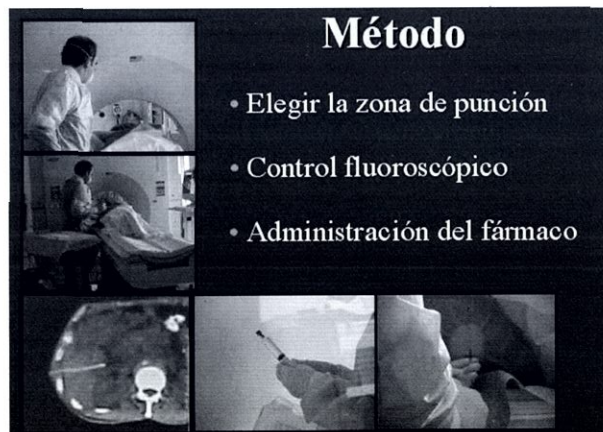 Método
• Elegir la zona de punción
• Control fluoroscópico
• Administración del fármaco